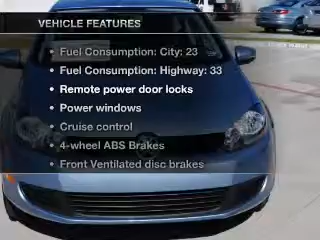 VEHICLE FEATURES
• Fuel Consumption: City: 23
• Fuel Consumption: Highway: 33
• Remote power door locks
• Power windows
• Cruise control
• 4-wheel ABS Brakes
• Front Ventilated disc brakes